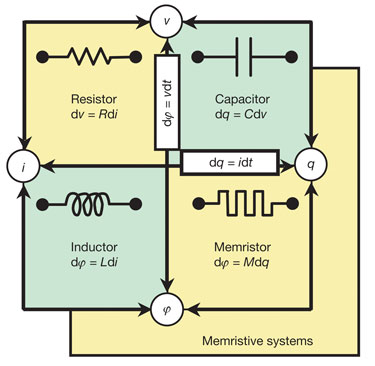 v
Resistor
dv = Rdi
dφ = vdt
Capacitor
dq = Cdv
i
dq = idt
q
Inductor
dφ = Ldi
Memristor
dφ = Mdq
φ
Memristive systems